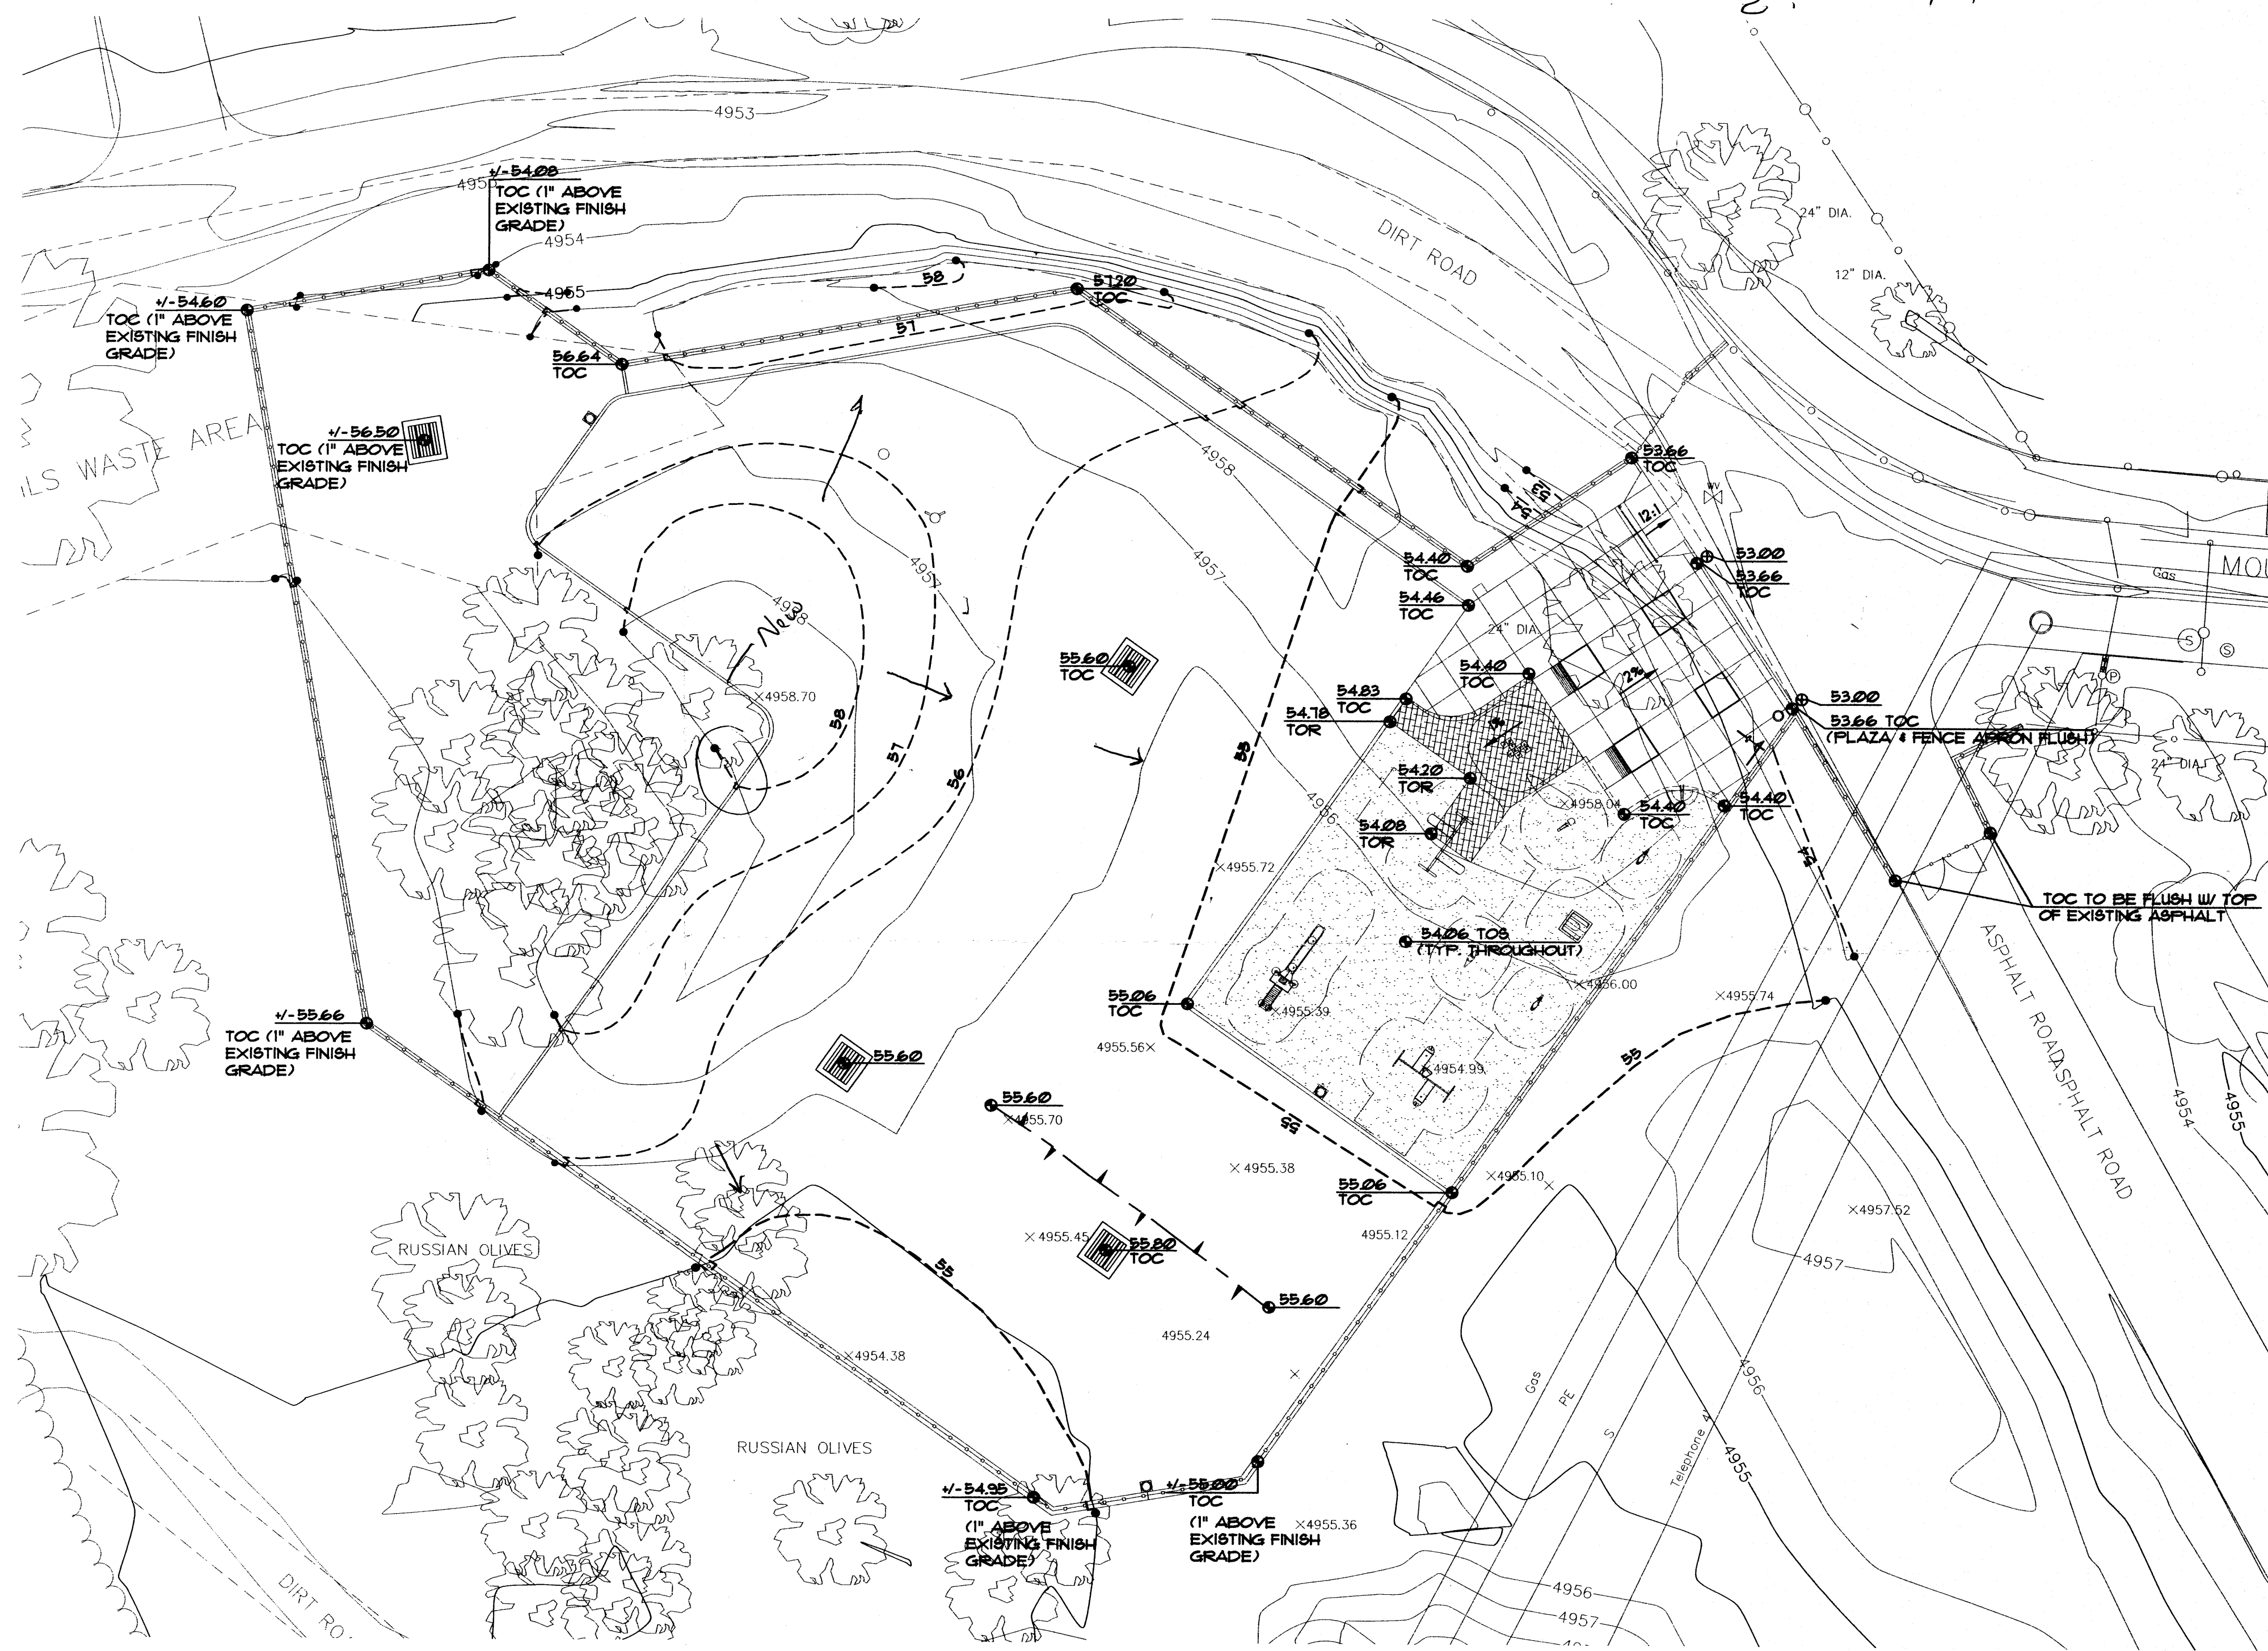 4953
+/-54.08
TOC (1" ABOVE
EXISTING FINISH
GRADE)
4954
4955
24" DIA.
DIRT ROAD
12" DIA.
58
57.20
TOC
57
+/-54.60
TOC (1" ABOVE
EXISTING FINISH
GRADE)
56.64
TOC
WASTE AREA
+/-56.50
TOC (1" ABOVE
EXISTING FINISH
GRADE)
4958
53.66
TOC
53
54
12:1
WV
54.40
TOC
53.00
53.66
TOC
Gas
4957
4957
54.46
TOC
4958
New
24" DIA.
S
S
P
55.60
TOC
54.40
TOC
2%
×4958.70
54.83
TOC
54.78
TOR
53.00
53.66 TOC
(PLAZA & FENCE APRON FLUSH)
24" DIA.
58
57
56
55
54.20
TOR
4956
×4958.04
54.40
TOC
54.40
TOC
54.08
TOR
54
×4955.72
TOC TO BE FLUSH W/ TOP
OF EXISTING ASPHALT
54.06 TOS
(TYP. THROUGHOUT)
ASPHALT ROAD
×4956.00
×4955.74
55.06
TOC
×4955.39
+/-55.66
TOC (1" ABOVE
EXISTING FINISH
GRADE)
4955.56×
55.60
×4954.99
55
ASPHALT ROAD
4954
4955
55.60
×4955.70
55
×4955.38
×4955.10
55.06
TOC
×4957.52
RUSSIAN OLIVES
×4955.45
55.80
TOC
4955.12
4957
55
55.60
4955.24
×4954.38
Gas
PE
S
Telephone
4956
4955
RUSSIAN OLIVES
+/-54.95
TOC
(1" ABOVE
EXISTING FINISH
GRADE)
+/-55.00
TOC
(1" ABOVE
EXISTING FINISH
GRADE)
×4955.36
DIRT
4956
4957